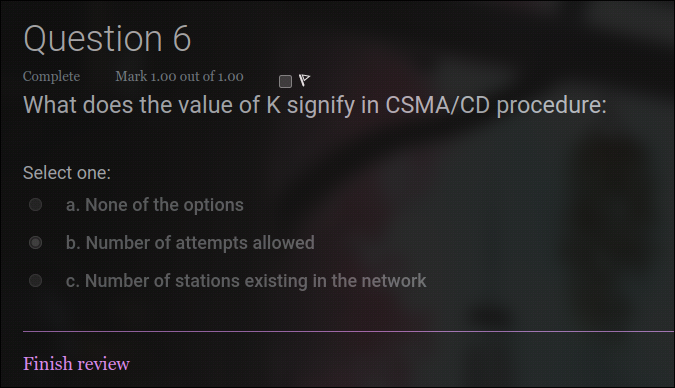 Question 6
Complete Mark 1.00 out of 1.00
What does the value of K signify in CSMA/CD procedure:
Select one:
a. None of the options
b. Number of attempts allowed
c. Number of stations existing in the network
Finish review